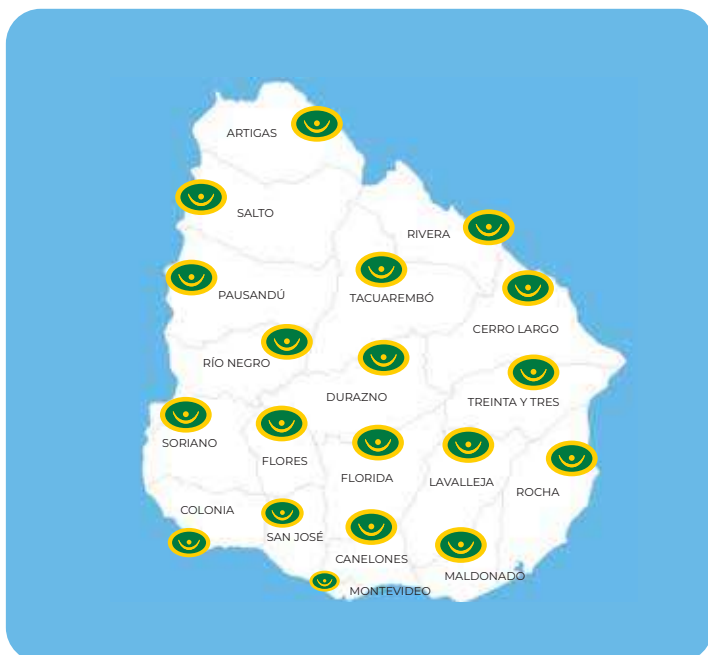 ARTIGAS
SALTO
RIVERA
PAUSANDÚ
TACUAREMBÓ
CERRO LARGO
RÍO NEGRO
DURAZNO
TREINTA Y TRES
SORIANO
FLORES
FLORIDA
LAVALLEJA
ROCHA
COLONIA
SAN JOSÉ
CANELONES
MALDONADO
MONTEVIDEO